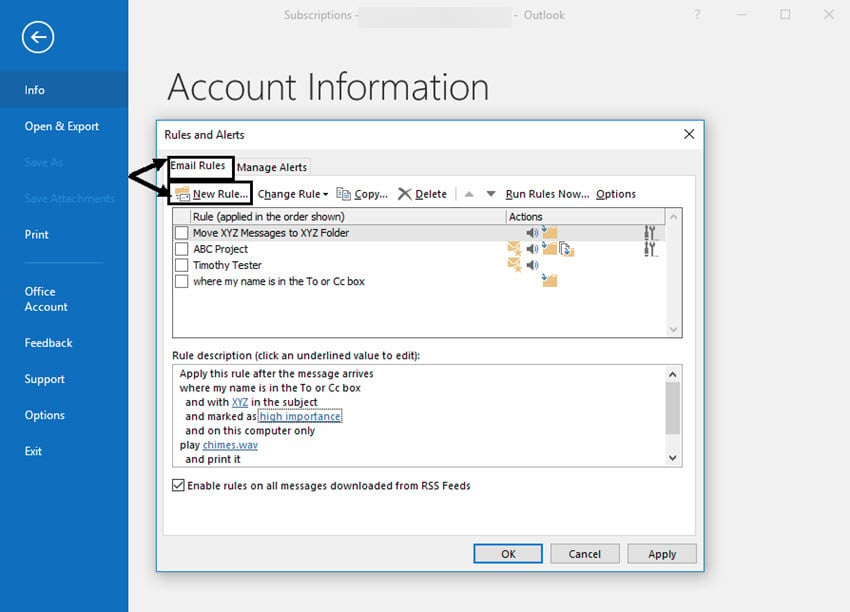 Subscriptions - - Outlook
Info
Open & Export
Save As
Save Attachments
Print
Office
Account
Feedback
Support
Options
Exit
Account Information
Rules and Alerts
Email Rules Manage Alerts
New Rule... Change Rule Copy... Delete Run Rules Now... Options
Rule (applied in the order shown) Actions
Move XYZ Messages to XYZ Folder
ABC Project
Timothy Tester
where my name is in the To or Cc box
Rule description (click an underlined value to edit):
Apply this rule after the message arrives
where my name is in the To or Cc box
and with XYZ in the subject
and marked as high importance
and on this computer only
play chimes.wav
and print it
Enable rules on all messages downloaded from RSS Feeds
OK Cancel Apply